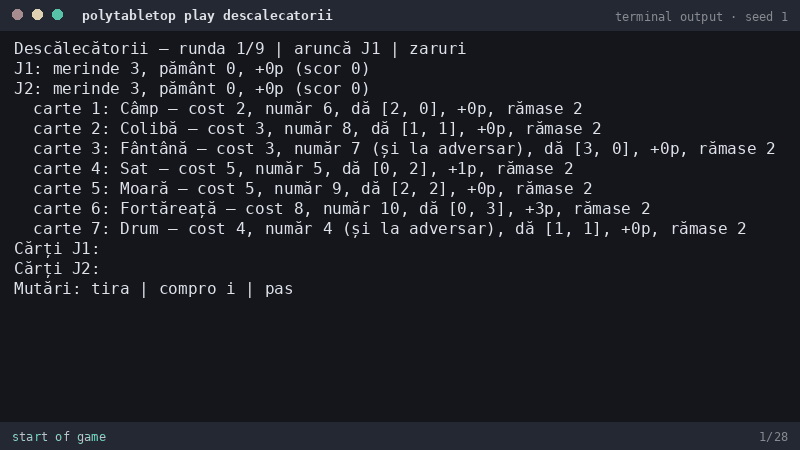 polytabletop play descalecatorii
terminal output · seed 1
Descălecătorii — runda 1/9 | aruncă J1 | zaruri
J1: merinde 3, pământ 0, +0p (scor 0)
J2: merinde 3, pământ 0, +0p (scor 0)
carte 1: Câmp — cost 2, număr 6, dă [2, 0], +0p, rămase 2
carte 2: Colibă — cost 3, număr 8, dă [1, 1], +0p, rămase 2
carte 3: Fântână — cost 3, număr 7 (și la adversar), dă [3, 0], +0p, rămase 2
carte 4: Sat — cost 5, număr 5, dă [0, 2], +1p, rămase 2
carte 5: Moară — cost 5, număr 9, dă [2, 2], +0p, rămase 2
carte 6: Fortăreață — cost 8, număr 10, dă [0, 3], +3p, rămase 2
carte 7: Drum — cost 4, număr 4 (și la adversar), dă [1, 1], +0p, rămase 2
Cărți J1:
Cărți J2:
Mutări: tira | compro i | pas
start of game
1/28